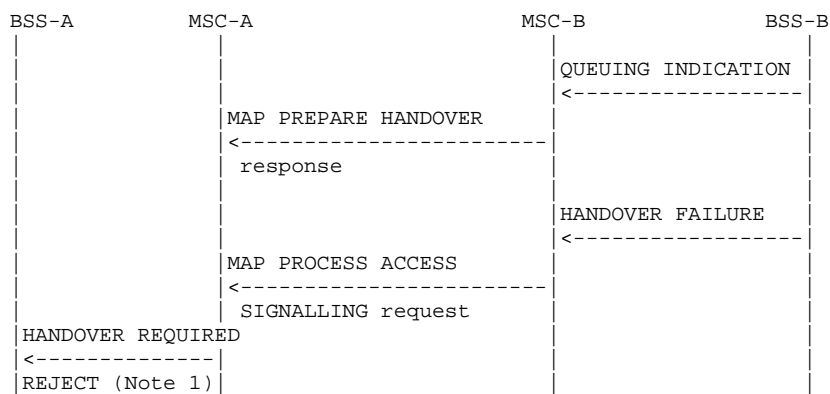 BSS-A MSC-A MSC-B BSS-B
QUEUING INDICATION
MAP PREPARE HANDOVER
response
HANDOVER FAILURE
MAP PROCESS ACCESS
SIGNALLING request
HANDOVER REQUIRED
REJECT (Note 1)